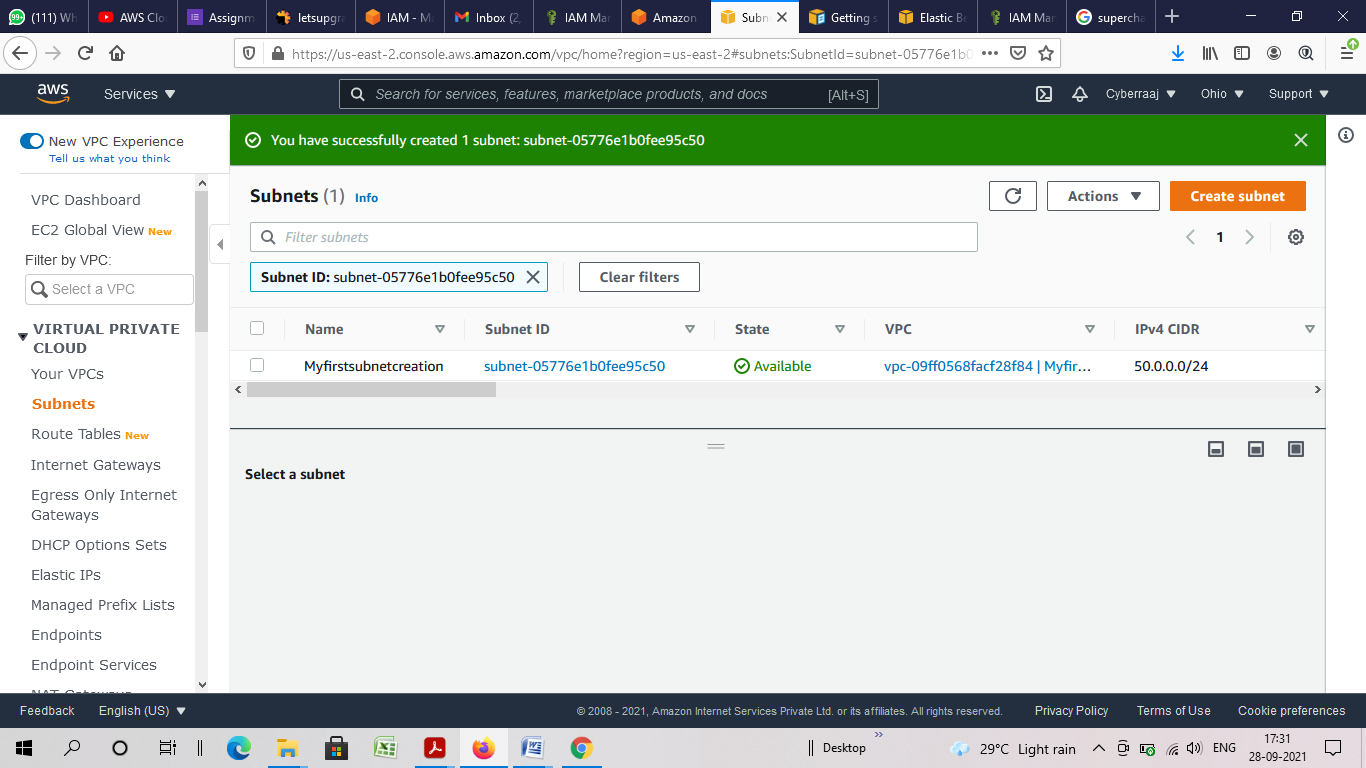 (111) Wh
AWS Clo
Assignm
letsupgra
IAM - Ma
Inbox (2,
IAM Man
Amazon
Subn
Getting s
Elastic Be
IAM Man
supercha
https://us-east-2.console.aws.amazon.com/vpc/home?region=us-east-2#subnets:SubnetId=subnet-05776e1b0
aws
Services
Search for services, features, marketplace products, and docs [Alt+S]
Cyberraaj
Ohio
Support
New VPC Experience
Tell us what you think
VPC Dashboard
EC2 Global View New
Filter by VPC:
Select a VPC
VIRTUAL PRIVATE
CLOUD
Your VPCs
Subnets
Route Tables New
Internet Gateways
Egress Only Internet
Gateways
DHCP Options Sets
Elastic IPs
Managed Prefix Lists
Endpoints
Endpoint Services
NAT Gateways
You have successfully created 1 subnet: subnet-05776e1b0fee95c50
Subnets (1) Info
Actions
Create subnet
Filter subnets
1
Subnet ID: subnet-05776e1b0fee95c50
Clear filters
Name Subnet ID State VPC IPv4 CIDR
Myfirstsubnetcreation subnet-05776e1b0fee95c50 Available vpc-09ff0568facf28f84 | Myfir... 50.0.0.0/24
Select a subnet
Feedback English (US)
© 2008 - 2021, Amazon Internet Services Private Ltd. or its affiliates. All rights reserved. Privacy Policy Terms of Use Cookie preferences
Desktop
29°C Light rain
ENG
17:31
28-09-2021